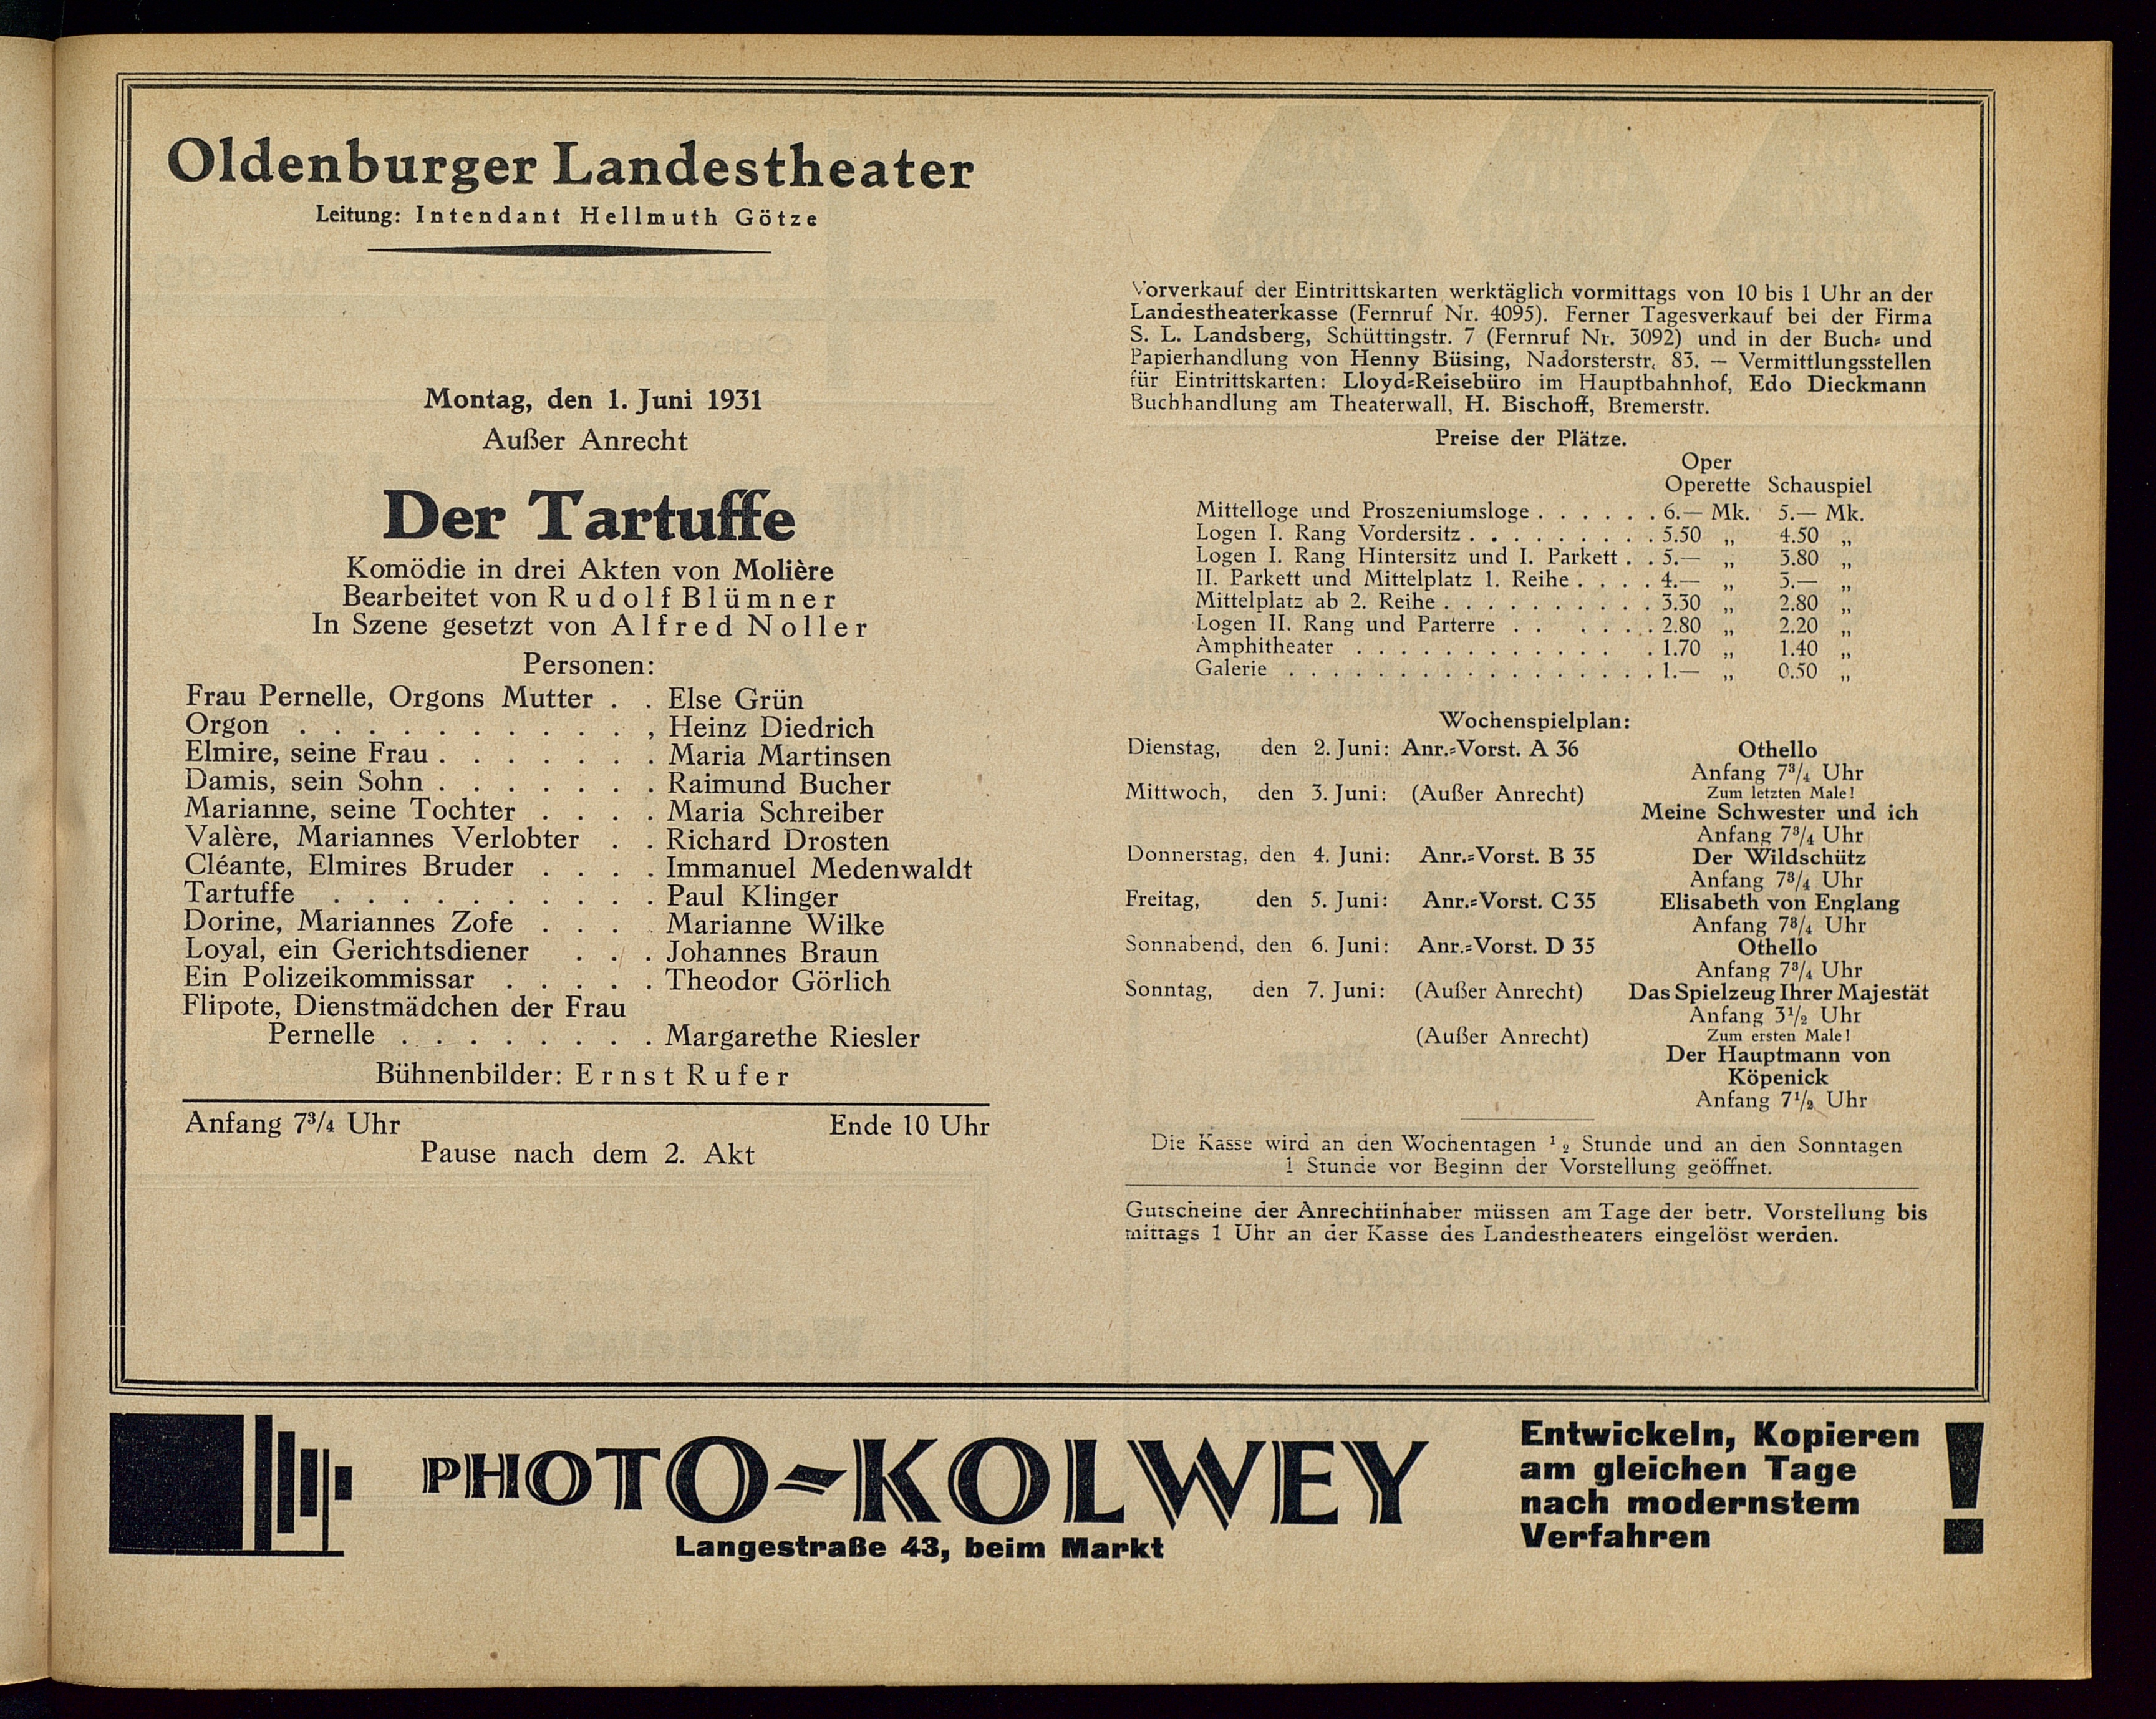 Oldenburger Landestheater
Leitung: Intendant Hellmuth Götze
Montag, den 1. Juni 1931
Außer Anrecht
Der Tartuffe
Komödie in drei Akten von Molière
Bearbeitet von Rudolf Blümner
In Szene gesetzt von Alfred Noller
Personen:
Frau Pernelle, Orgons Mutter . . Else Grün
Orgon . . . . . . . . . . , Heinz Diedrich
Elmire, seine Frau . . . . . . . Maria Martinsen
Damis, sein Sohn . . . . . . . Raimund Bucher
Marianne, seine Tochter . . . . Maria Schreiber
Valère, Mariannes Verlobter . . Richard Drosten
Cléante, Elmires Bruder . . . . Immanuel Medenwaldt
Tartuffe . . . . . . . . . . Paul Klinger
Dorine, Mariannes Zofe . . . . Marianne Wilke
Loyal, ein Gerichtsdiener . . . Johannes Braun
Ein Polizeikommissar . . . . . Theodor Görlich
Flipote, Dienstmädchen der Frau
Pernelle . . . . . . . . Margarethe Riesler
Bühnenbilder: Ernst Rufer
Anfang 7¾ Uhr Ende 10 Uhr
Pause nach dem 2. Akt
Vorverkauf der Eintrittskarten werktäglich vormittags von 10 bis 1 Uhr an der
Landestheaterkasse (Fernruf Nr. 4095). Ferner Tagesverkauf bei der Firma
S. L. Landsberg, Schüttingstr. 7 (Fernruf Nr. 3092) und in der Buch- und
Papierhandlung von Henny Büsing, Nadorsterstr. 83. — Vermittlungsstellen
für Eintrittskarten: Lloyd-Reisebüro im Hauptbahnhof, Edo Dieckmann
Buchhandlung am Theaterwall, H. Bischoff, Bremerstr.
Preise der Plätze.
Oper
Operette Schauspiel
Mittelloge und Proszeniumsloge . . . . . . 6.— Mk. 5.— Mk.
Logen I. Rang Vordersitz . . . . . . . . . 5.50 „ 4.50 „
Logen I. Rang Hintersitz und I. Parkett . . 5.— „ 3.80 „
II. Parkett und Mittelplatz 1. Reihe . . . . 4.— „ 3.— „
Mittelplatz ab 2. Reihe . . . . . . . . . . 3.30 „ 2.80 „
Logen II. Rang und Parterre . . . . . . 2.80 „ 2.20 „
Amphitheater . . . . . . . . . . . . . 1.70 „ 1.40 „
Galerie . . . . . . . . . . . . . . . . 1.— „ 0.50 „
Wochenspielplan:
Dienstag, den 2. Juni: Anr.-Vorst. A 36 Othello
Anfang 7¾ Uhr
Zum letzten Male!
Mittwoch, den 3. Juni: (Außer Anrecht)
Meine Schwester und ich
Anfang 7¾ Uhr
Donnerstag, den 4. Juni: Anr.-Vorst. B 35 Der Wildschütz
Anfang 7¾ Uhr
Freitag, den 5. Juni: Anr.-Vorst. C 35 Elisabeth von Englang
Anfang 7¾ Uhr
Sonnabend, den 6. Juni: Anr.-Vorst. D 35 Othello
Anfang 7¾ Uhr
Sonntag, den 7. Juni: (Außer Anrecht) Das Spielzeug Ihrer Majestät
Anfang 3½ Uhr
(Außer Anrecht) Zum ersten Male!
Der Hauptmann von
Köpenick
Anfang 7½ Uhr
Die Kasse wird an den Wochentagen ½ Stunde und an den Sonntagen
1 Stunde vor Beginn der Vorstellung geöffnet.
Gutscheine der Anrechtinhaber müssen am Tage der betr. Vorstellung bis
mittags 1 Uhr an der Kasse des Landestheaters eingelöst werden.
PHOTO-KOLWEY
Langestraße 43, beim Markt
Entwickeln, Kopieren
am gleichen Tage
nach modernstem
Verfahren !